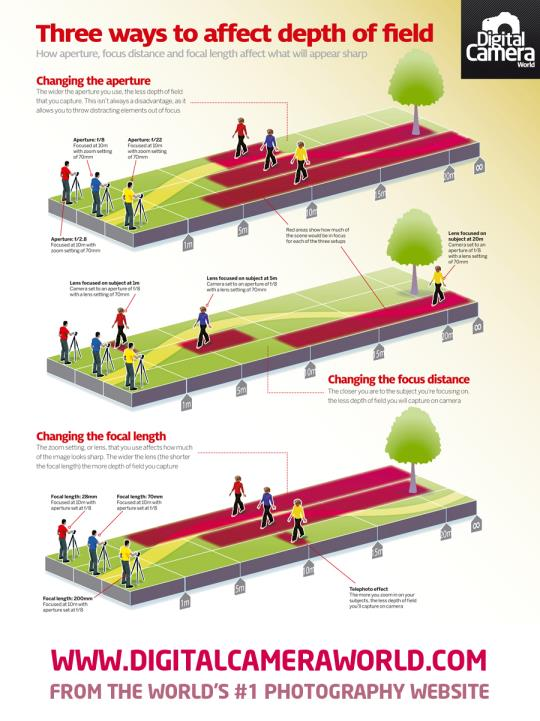 Three ways to affect depth of field
How aperture, focus distance and focal length affect what will appear sharp
Digital
Camera
World
Changing the aperture
The wider the aperture you use, the less depth of field
that you capture. This isn't always a disadvantage, as it
allows you to throw distracting elements out of focus
Aperture: f/8
Focused at 10m
with zoom setting
of 70mm
Aperture: f/22
Focused at 10m
with zoom setting
of 70mm
Aperture: f/2.8
Focused at 10m with
zoom setting of 70mm
1m
5m
10m
15m
20m
∞
Red areas show how much of
the scene would be in focus
for each of the three setups
Lens focused on
subject at 20m
Camera set to an
aperture of f/8
with a lens setting
of 70mm
Lens focused on subject at 1m
Camera set to an aperture of f/8
with a lens setting of 70mm
Lens focused on subject at 5m
Camera set to an aperture of f/8
with a lens setting of 70mm
1m
5m
10m
15m
20m
∞
Changing the focus distance
The closer you are to the subject you're focusing on,
the less depth of field you will capture on camera
Changing the focal length
The zoom setting, or lens, that you use affects how much
of the image looks sharp. The wider the lens (the shorter
the focal length) the more depth of field you capture
Focal length: 28mm
Focused at 10m with
aperture set at f/8
Focal length: 70mm
Focused at 10m with
aperture set at f/8
Focal length: 200mm
Focused at 10m with
aperture set at f/8
1m
5m
10m
15m
20m
∞
Telephoto effect
The more you zoom in on your
subjects, the less depth of field
you'll capture on camera
WWW.DIGITALCAMERAWORLD.COM
FROM THE WORLD'S #1 PHOTOGRAPHY WEBSITE